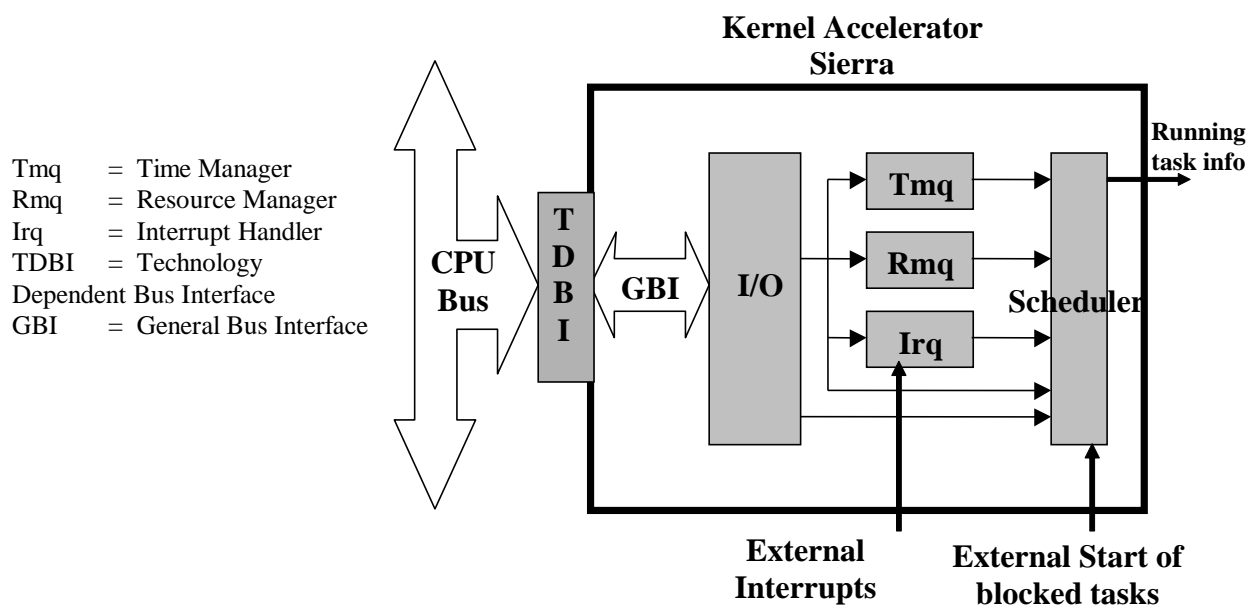 Kernel Accelerator
Sierra
Running
task info
Tmq = Time Manager
Rmq = Resource Manager
Irq = Interrupt Handler
TDBI = Technology
Dependent Bus Interface
GBI = General Bus Interface
CPU
Bus
T
D
B
I
GBI
I/O
Tmq
Rmq
Irq
Scheduler
External
Interrupts
External Start of
blocked tasks